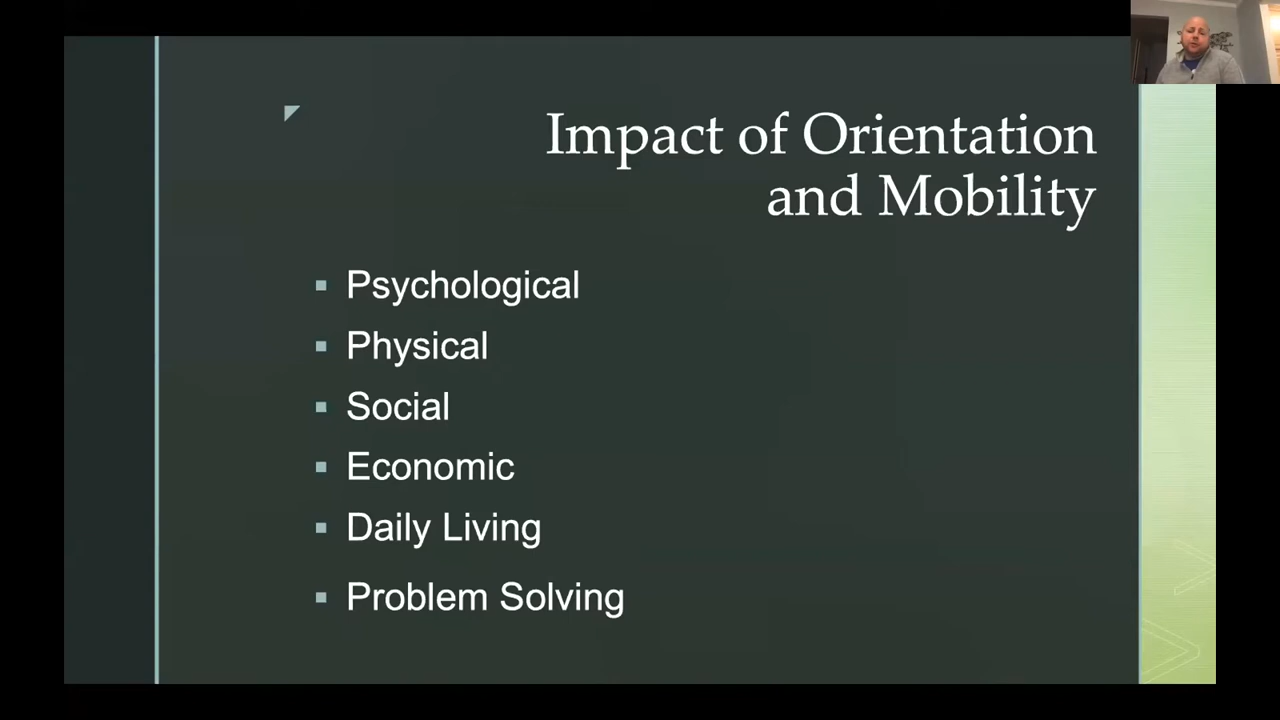 Impact of Orientation
and Mobility
Psychological
Physical
Social
Economic
Daily Living
Problem Solving